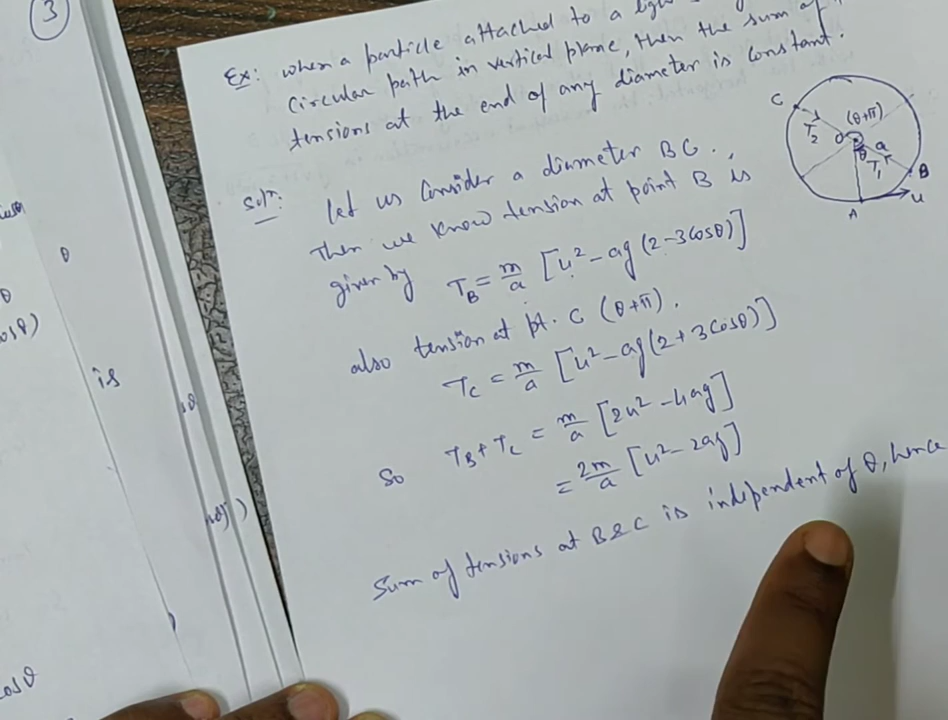 3
Ex: when a particle attached to a
Circular path in vertical plane, then the sum of
tensions at the end of any diameter is constant.
Solⁿ: Let us Consider a diameter BC.,
Then we know tension at point B is
given by T_B = m/a [u² - ag (2-3Cosθ)]
also tension at pt. C (θ+π).
T_C = m/a [u² - ag (2+3Cosθ)]
So T_B + T_C = m/a [2u² - 4ag]
= 2m/a [u² - 2ag]
Sum of tensions at B & C is independent of θ, hence
C
T₂
(θ+π)
O
θ
a
T₁
B
A
u
θ
θ
osθ)
is
)
osθ